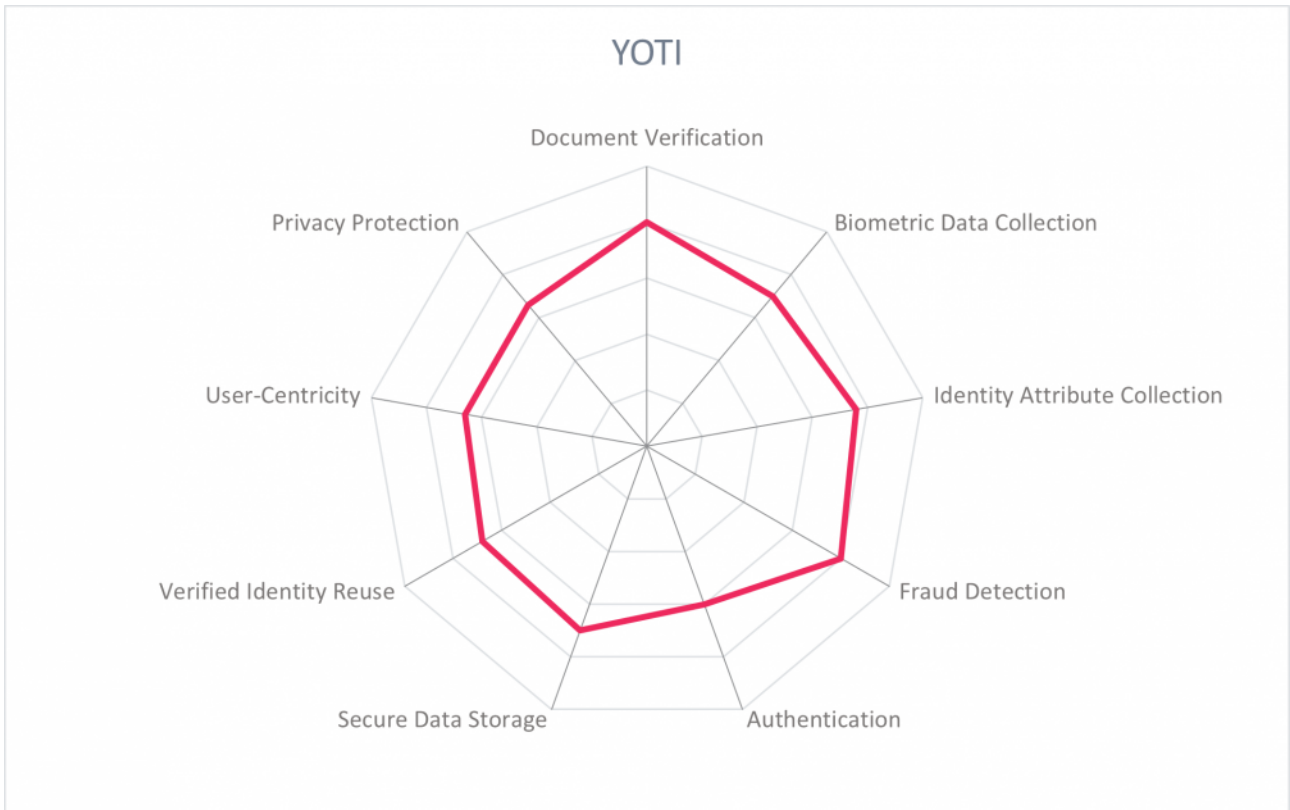 YOTI
Document Verification
Privacy Protection
Biometric Data Collection
User-Centricity
Identity Attribute Collection
Verified Identity Reuse
Fraud Detection
Secure Data Storage
Authentication